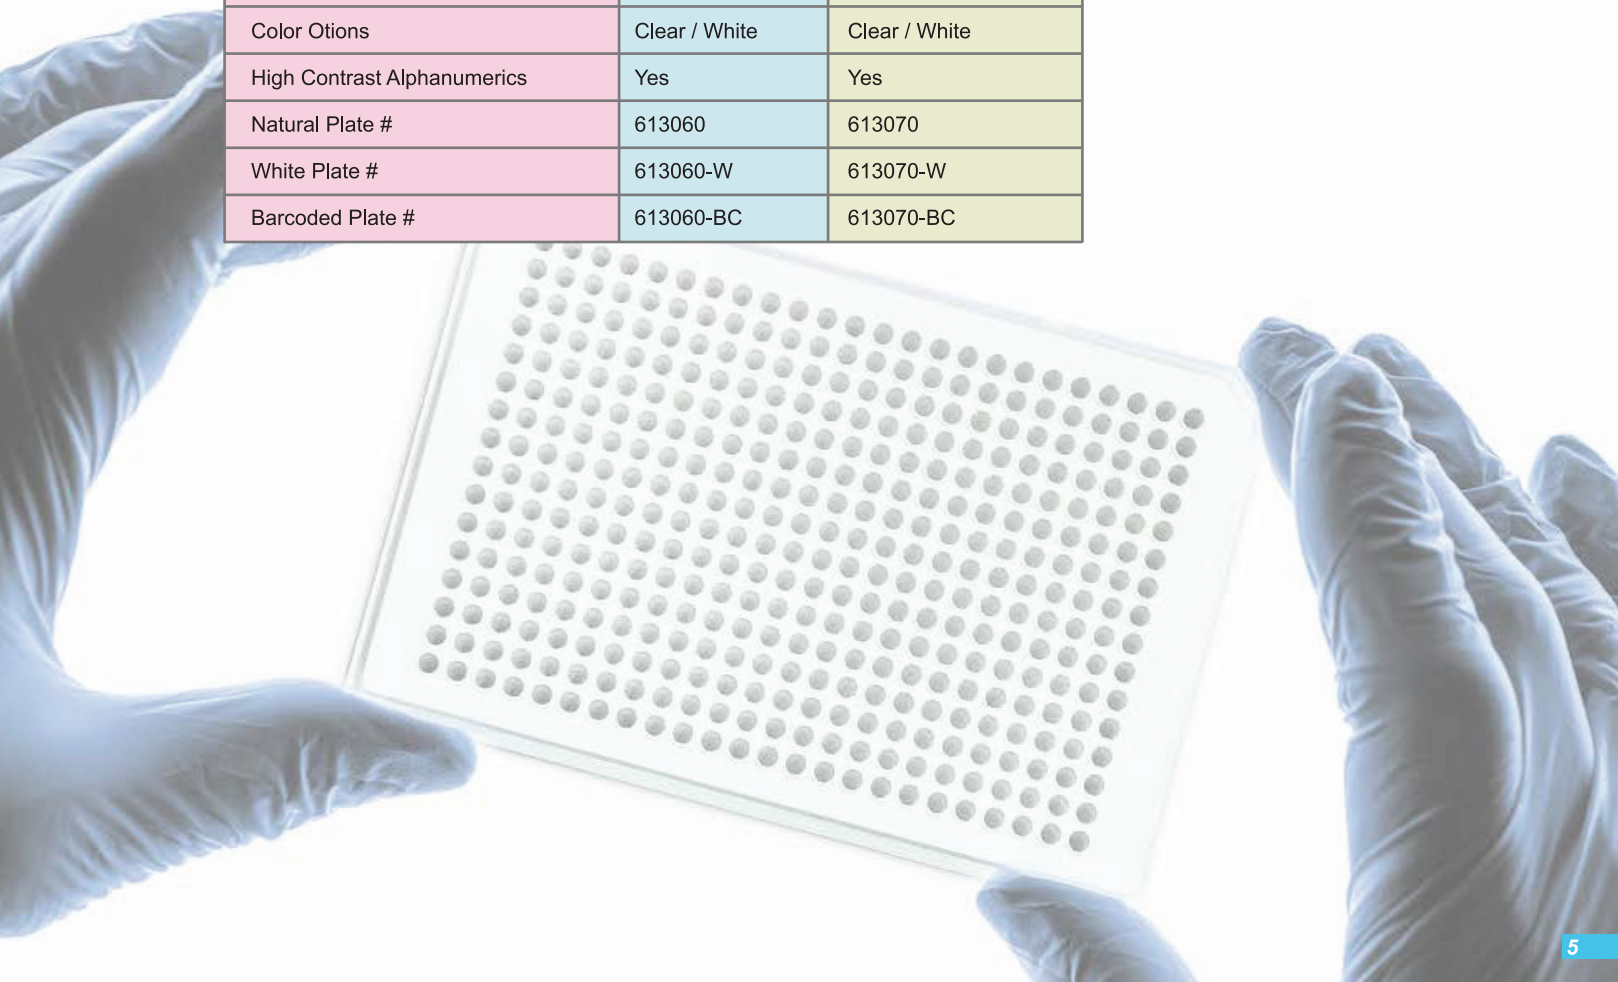 Color Otions Clear / White Clear / White
High Contrast Alphanumerics Yes Yes
Natural Plate # 613060 613070
White Plate # 613060-W 613070-W
Barcoded Plate # 613060-BC 613070-BC
5